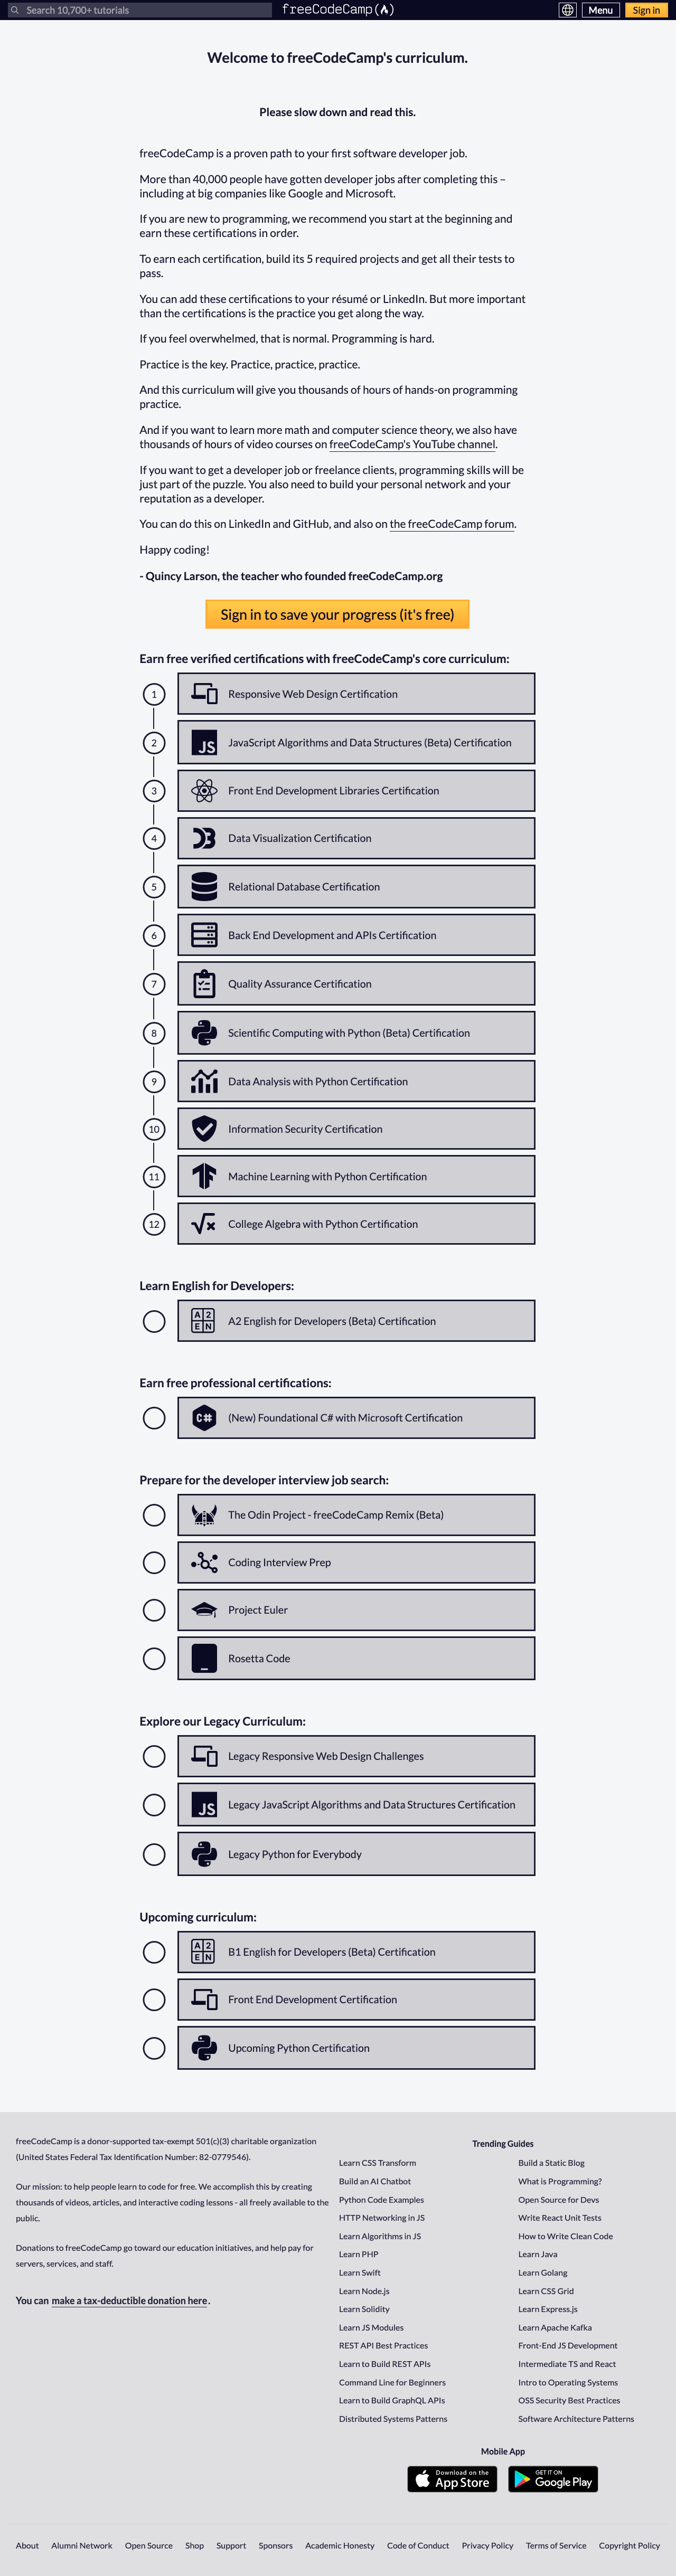 Search 10,700+ tutorials
freeCodeCamp
Menu
Sign in
Welcome to freeCodeCamp's curriculum.
Please slow down and read this.
freeCodeCamp is a proven path to your first software developer job.
More than 40,000 people have gotten developer jobs after completing this –
including at big companies like Google and Microsoft.
If you are new to programming, we recommend you start at the beginning and
earn these certifications in order.
To earn each certification, build its 5 required projects and get all their tests to
pass.
You can add these certifications to your résumé or LinkedIn. But more important
than the certifications is the practice you get along the way.
If you feel overwhelmed, that is normal. Programming is hard.
Practice is the key. Practice, practice, practice.
And this curriculum will give you thousands of hours of hands-on programming
practice.
And if you want to learn more math and computer science theory, we also have
thousands of hours of video courses on freeCodeCamp's YouTube channel.
If you want to get a developer job or freelance clients, programming skills will be
just part of the puzzle. You also need to build your personal network and your
reputation as a developer.
You can do this on LinkedIn and GitHub, and also on the freeCodeCamp forum.
Happy coding!
- Quincy Larson, the teacher who founded freeCodeCamp.org
Sign in to save your progress (it's free)
Earn free verified certifications with freeCodeCamp's core curriculum:
1 Responsive Web Design Certification
2 JS JavaScript Algorithms and Data Structures (Beta) Certification
3 Front End Development Libraries Certification
4 Data Visualization Certification
5 Relational Database Certification
6 Back End Development and APIs Certification
7 Quality Assurance Certification
8 Scientific Computing with Python (Beta) Certification
9 Data Analysis with Python Certification
10 Information Security Certification
11 Machine Learning with Python Certification
12 College Algebra with Python Certification
Learn English for Developers:
A 2 E N A2 English for Developers (Beta) Certification
Earn free professional certifications:
C# (New) Foundational C# with Microsoft Certification
Prepare for the developer interview job search:
The Odin Project - freeCodeCamp Remix (Beta)
Coding Interview Prep
Project Euler
Rosetta Code
Explore our Legacy Curriculum:
Legacy Responsive Web Design Challenges
JS Legacy JavaScript Algorithms and Data Structures Certification
Legacy Python for Everybody
Upcoming curriculum:
A 2 E N B1 English for Developers (Beta) Certification
Front End Development Certification
Upcoming Python Certification
freeCodeCamp is a donor-supported tax-exempt 501(c)(3) charitable organization
(United States Federal Tax Identification Number: 82-0779546).
Our mission: to help people learn to code for free. We accomplish this by creating
thousands of videos, articles, and interactive coding lessons - all freely available to the
public.
Donations to freeCodeCamp go toward our education initiatives, and help pay for
servers, services, and staff.
You can make a tax-deductible donation here.
Trending Guides
Learn CSS Transform
Build an AI Chatbot
Python Code Examples
HTTP Networking in JS
Learn Algorithms in JS
Learn PHP
Learn Swift
Learn Node.js
Learn Solidity
Learn JS Modules
REST API Best Practices
Learn to Build REST APIs
Command Line for Beginners
Learn to Build GraphQL APIs
Distributed Systems Patterns
Build a Static Blog
What is Programming?
Open Source for Devs
Write React Unit Tests
How to Write Clean Code
Learn Java
Learn Golang
Learn CSS Grid
Learn Express.js
Learn Apache Kafka
Front-End JS Development
Intermediate TS and React
Intro to Operating Systems
OSS Security Best Practices
Software Architecture Patterns
Mobile App
Download on the
App Store
GET IT ON
Google Play
About Alumni Network Open Source Shop Support Sponsors Academic Honesty Code of Conduct Privacy Policy Terms of Service Copyright Policy